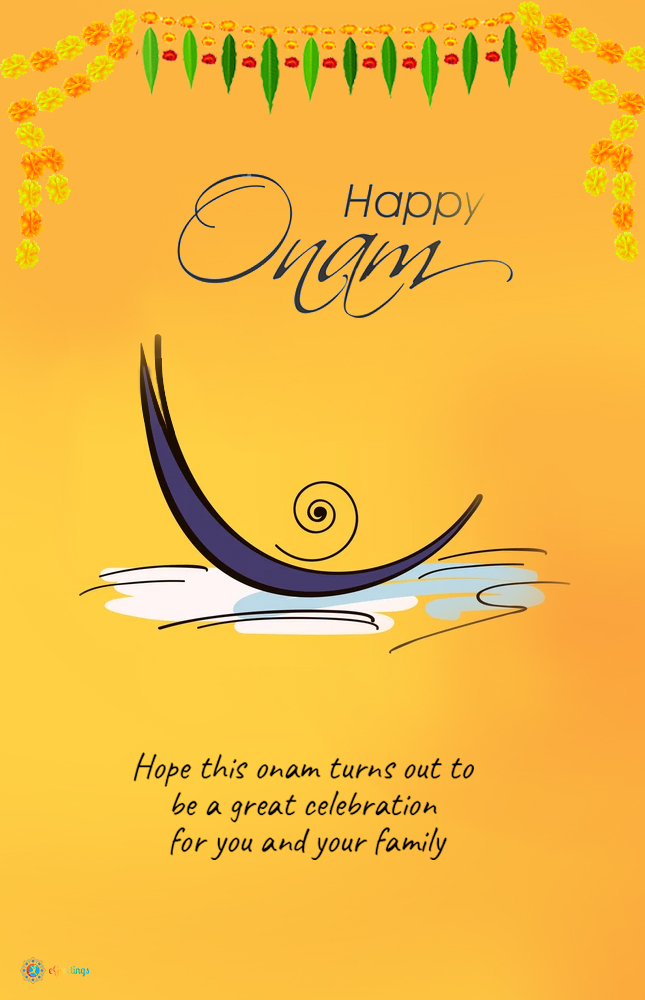 Happy
Onam
Hope this onam turns out to
be a great celebration
for you and your family